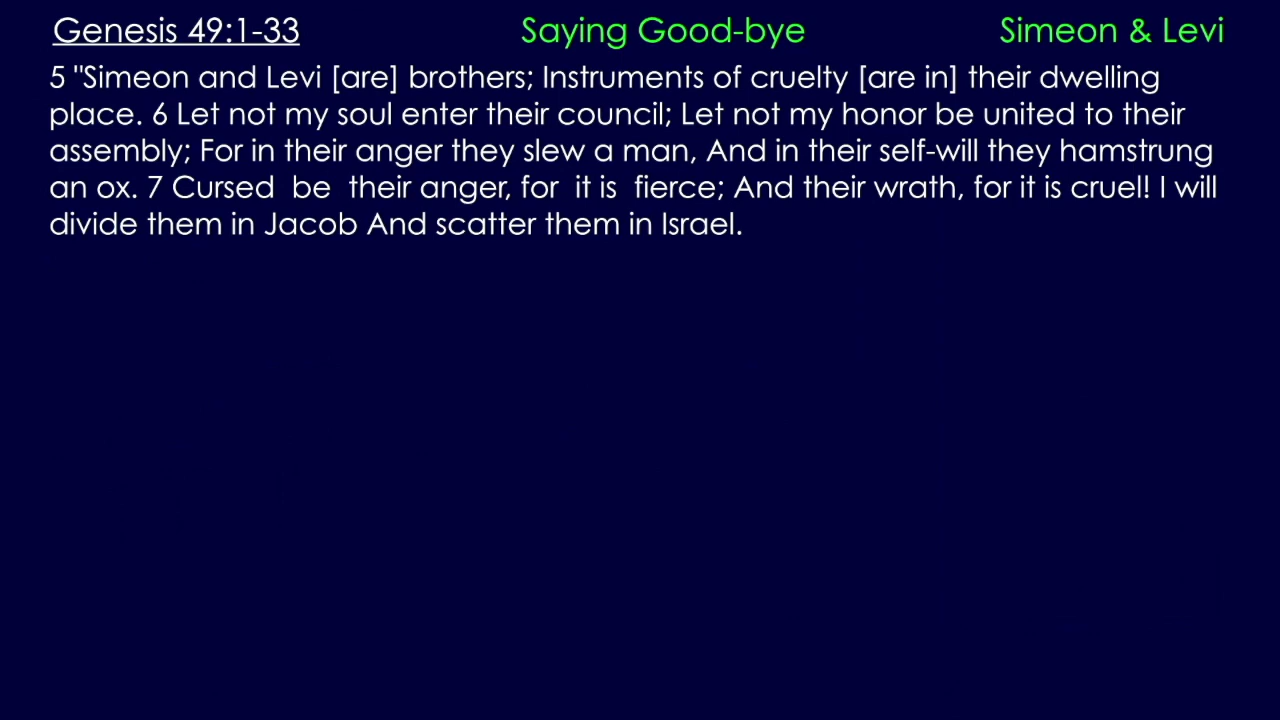 Genesis 49:1-33 Saying Good-bye Simeon & Levi
5 "Simeon and Levi [are] brothers; Instruments of cruelty [are in] their dwelling
place. 6 Let not my soul enter their council; Let not my honor be united to their
assembly; For in their anger they slew a man, And in their self-will they hamstrung
an ox. 7 Cursed be their anger, for it is fierce; And their wrath, for it is cruel! I will
divide them in Jacob And scatter them in Israel.